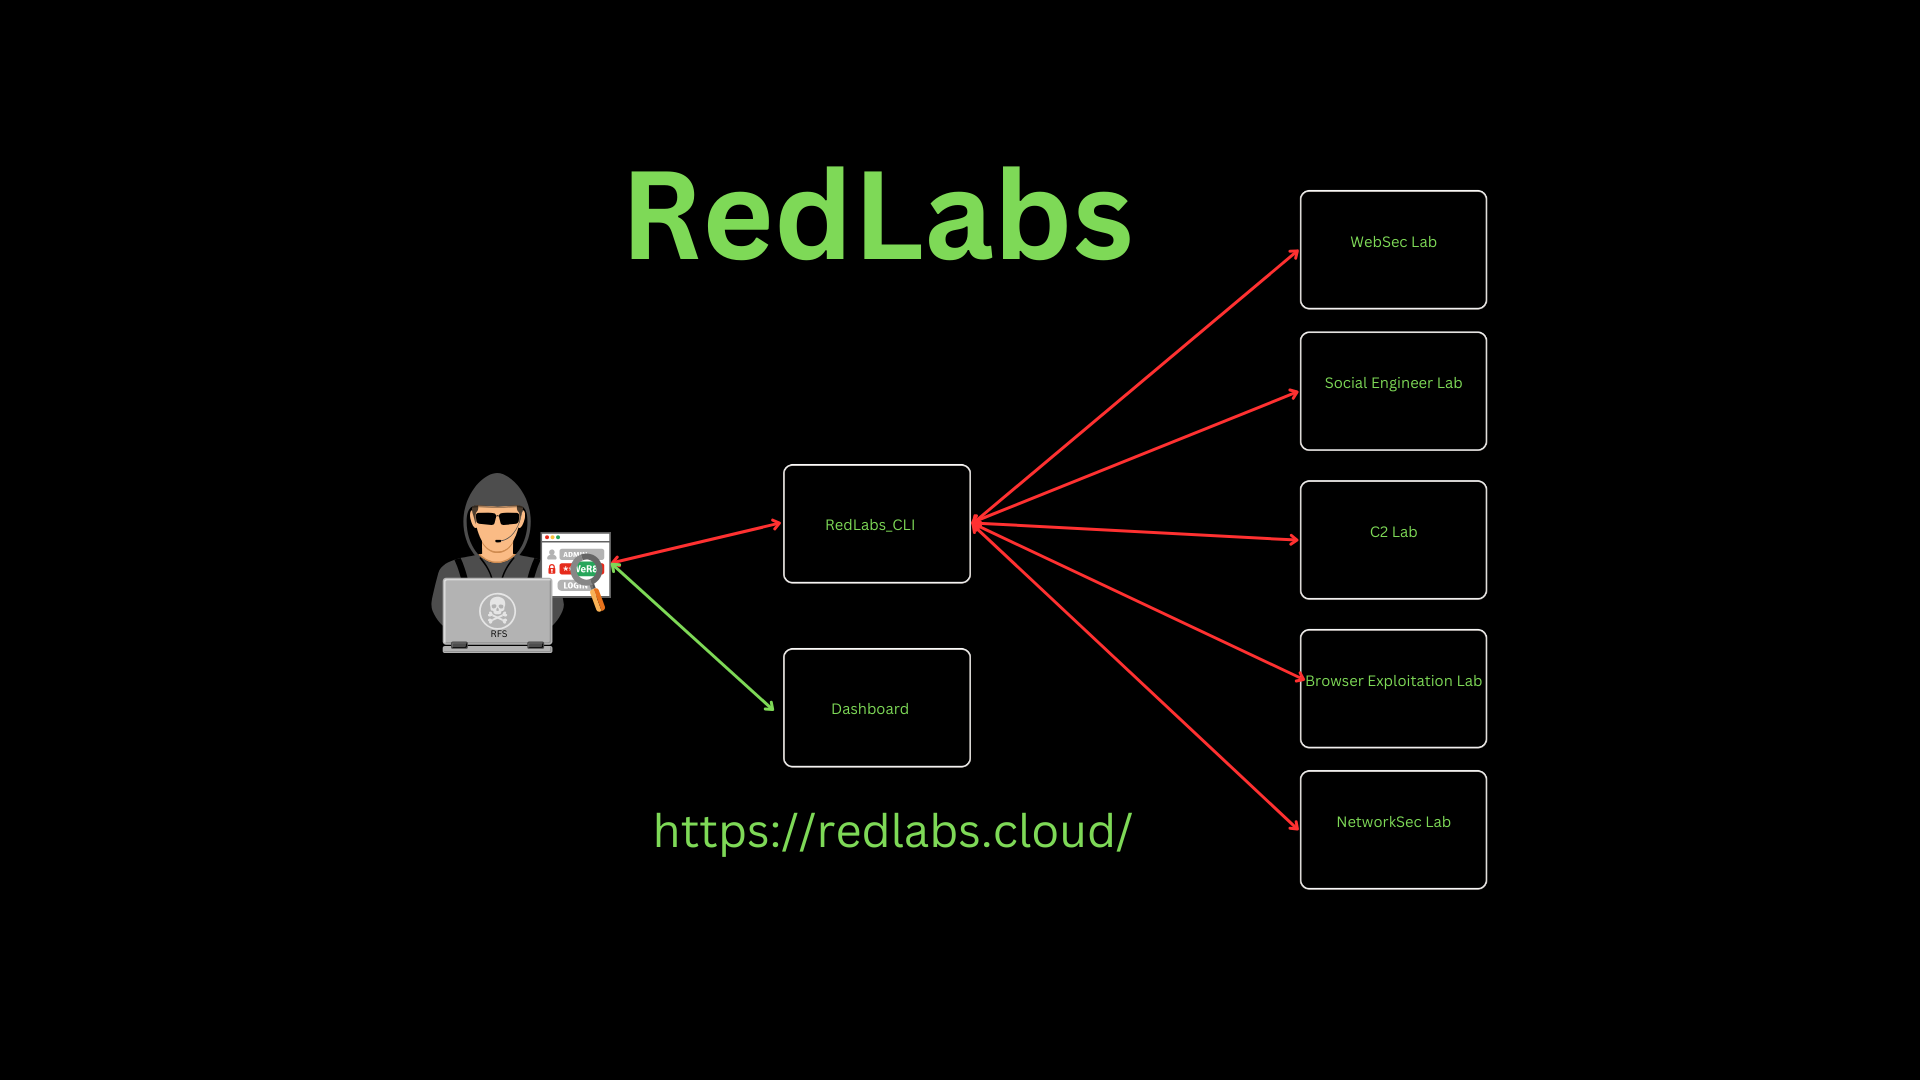 RedLabs
WebSec Lab
Social Engineer Lab
RedLabs_CLI
C2 Lab
LOGIN
RFS
Browser Exploitation Lab
Dashboard
NetworkSec Lab
https://redlabs.cloud/